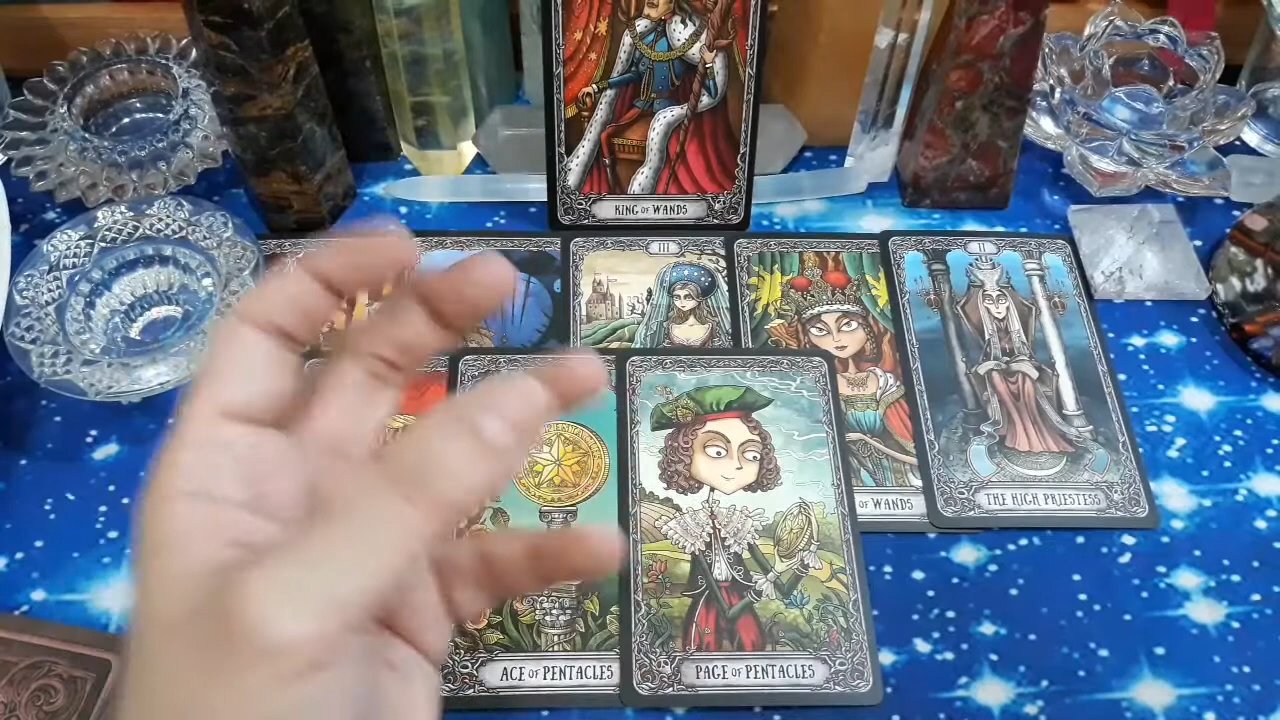 KING OF WANDS
III
II
OF WANDS
THE HIGH PRIESTESS
ACE OF PENTACLES
PAGE OF PENTACLES